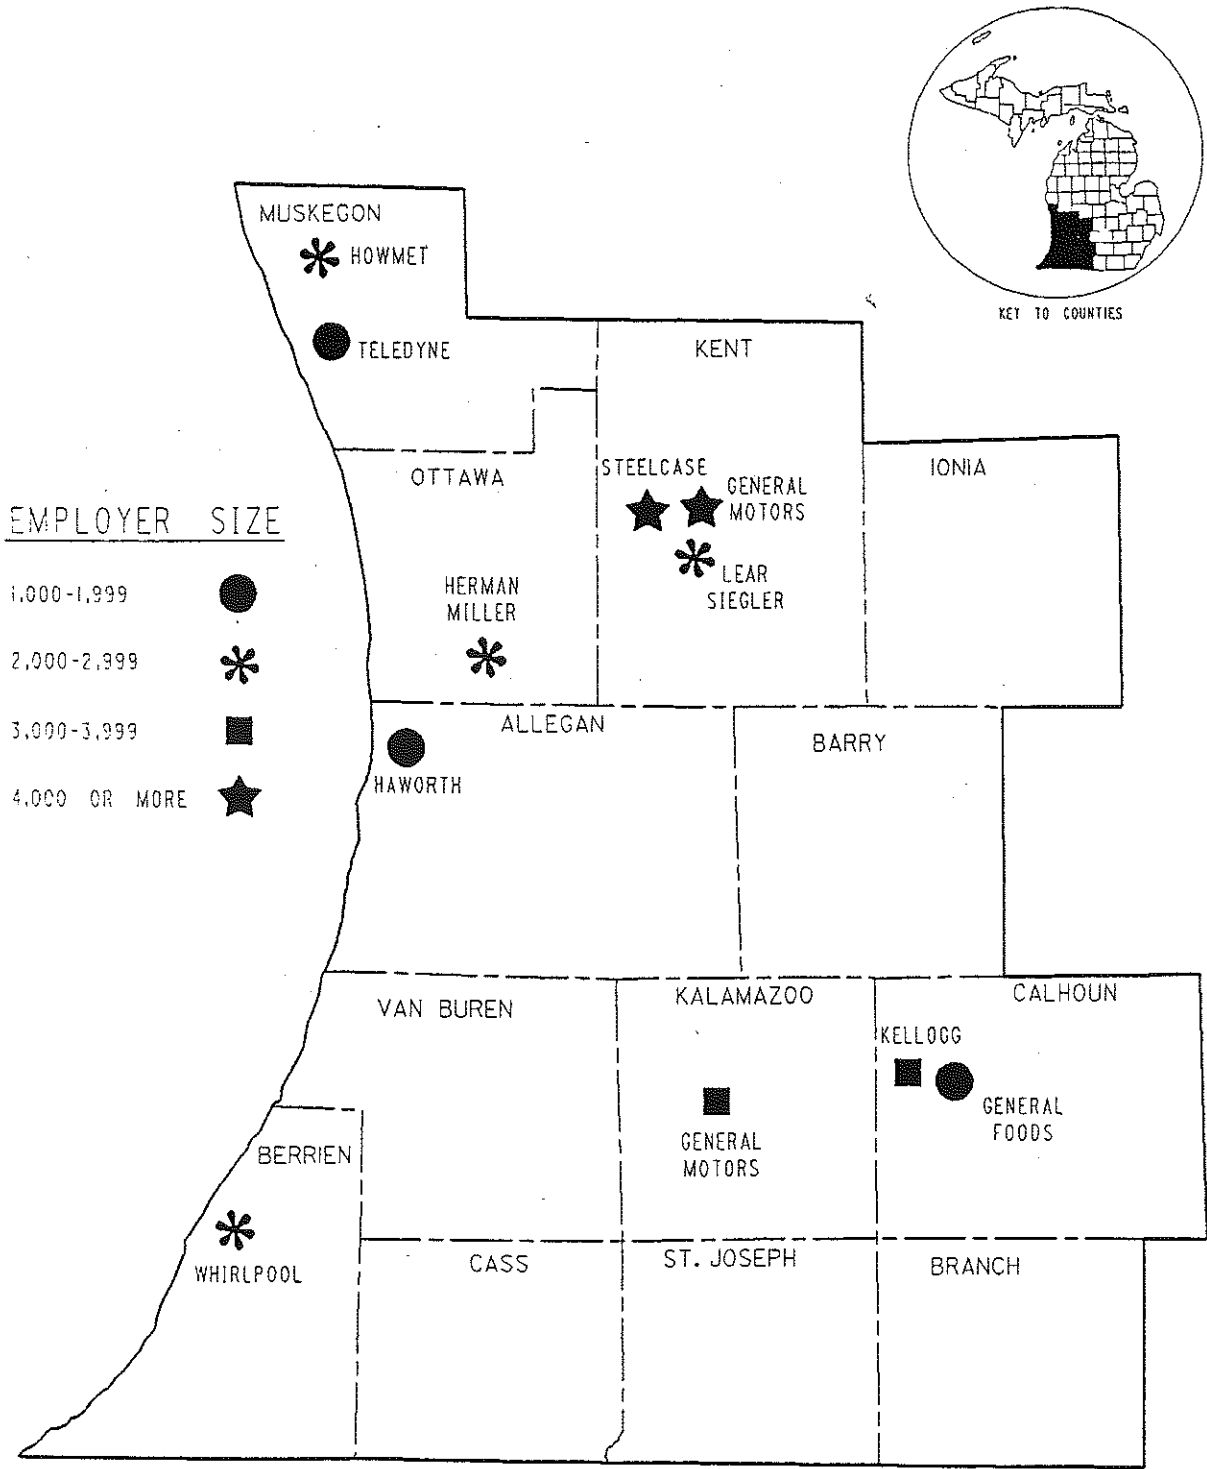 KEY TO COUNTIES
MUSKEGON
HOWMET
TELEDYNE
KENT
OTTAWA
STEELCASE
GENERAL
MOTORS
IONIA
LEAR
SIEGLER
HERMAN
MILLER
EMPLOYER SIZE
1,000-1,999
2,000-2,999
3,000-3,999
4,000 OR MORE
ALLEGAN
HAWORTH
BARRY
VAN BUREN
KALAMAZOO
CALHOUN
KELLOGG
GENERAL
FOODS
GENERAL
MOTORS
BERRIEN
WHIRLPOOL
CASS
ST. JOSEPH
BRANCH